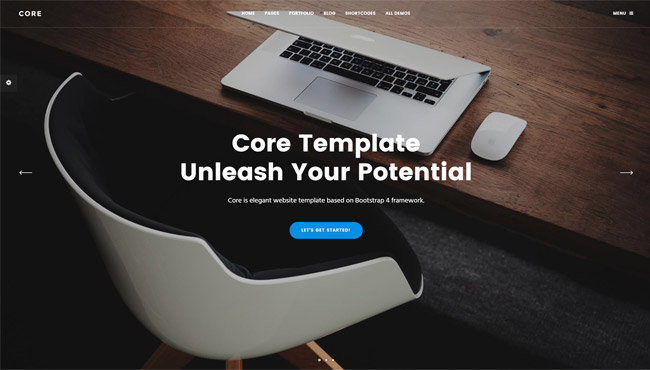 CORE
HOME PAGES PORTFOLIO BLOG SHORTCODES ALL DEMOS
MENU
Core Template
Unleash Your Potential
Core is elegant website template based on Bootstrap 4 framework.
LET'S GET STARTED!